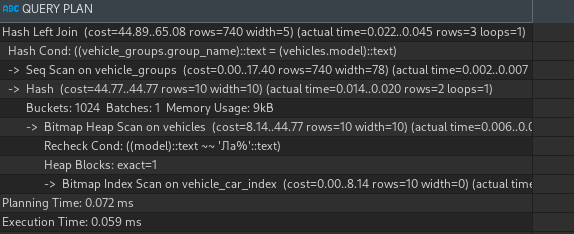 ABC QUERY PLAN
Hash Left Join (cost=44.89..65.08 rows=740 width=5) (actual time=0.022..0.045 rows=3 loops=1)
Hash Cond: ((vehicle_groups.group_name)::text = (vehicles.model)::text)
-> Seq Scan on vehicle_groups (cost=0.00..17.40 rows=740 width=78) (actual time=0.002..0.007
-> Hash (cost=44.77..44.77 rows=10 width=10) (actual time=0.014..0.020 rows=2 loops=1)
Buckets: 1024 Batches: 1 Memory Usage: 9kB
-> Bitmap Heap Scan on vehicles (cost=8.14..44.77 rows=10 width=10) (actual time=0.006..0.0
Recheck Cond: ((model)::text ~~ 'Ла%'::text)
Heap Blocks: exact=1
-> Bitmap Index Scan on vehicle_car_index (cost=0.00..8.14 rows=10 width=0) (actual time
Planning Time: 0.072 ms
Execution Time: 0.059 ms